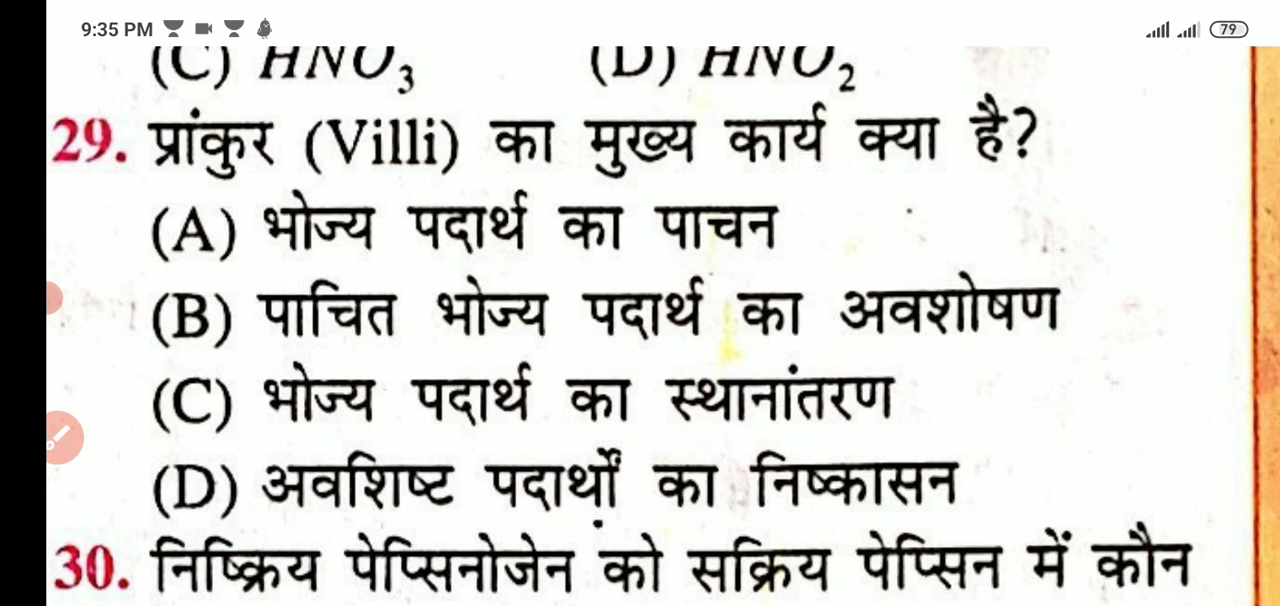 9:35 PM 79
(C) HNO₃ (D) HNO₂
29. प्रांकुर (Villi) का मुख्य कार्य क्या है?
(A) भोज्य पदार्थ का पाचन
(B) पाचित भोज्य पदार्थ का अवशोषण
(C) भोज्य पदार्थ का स्थानांतरण
(D) अवशिष्ट पदार्थों का निष्कासन
30. निष्क्रिय पेप्सिनोजेन को सक्रिय पेप्सिन में कौन